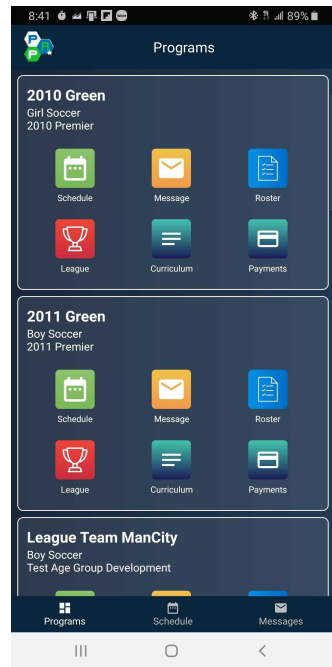 8:41 89%
Programs
2010 Green
Girl Soccer
2010 Premier
Schedule Message Roster
League Curriculum Payments
2011 Green
Boy Soccer
2011 Premier
Schedule Message Roster
League Curriculum Payments
League Team ManCity
Boy Soccer
Test Age Group Development
Programs Schedule Messages